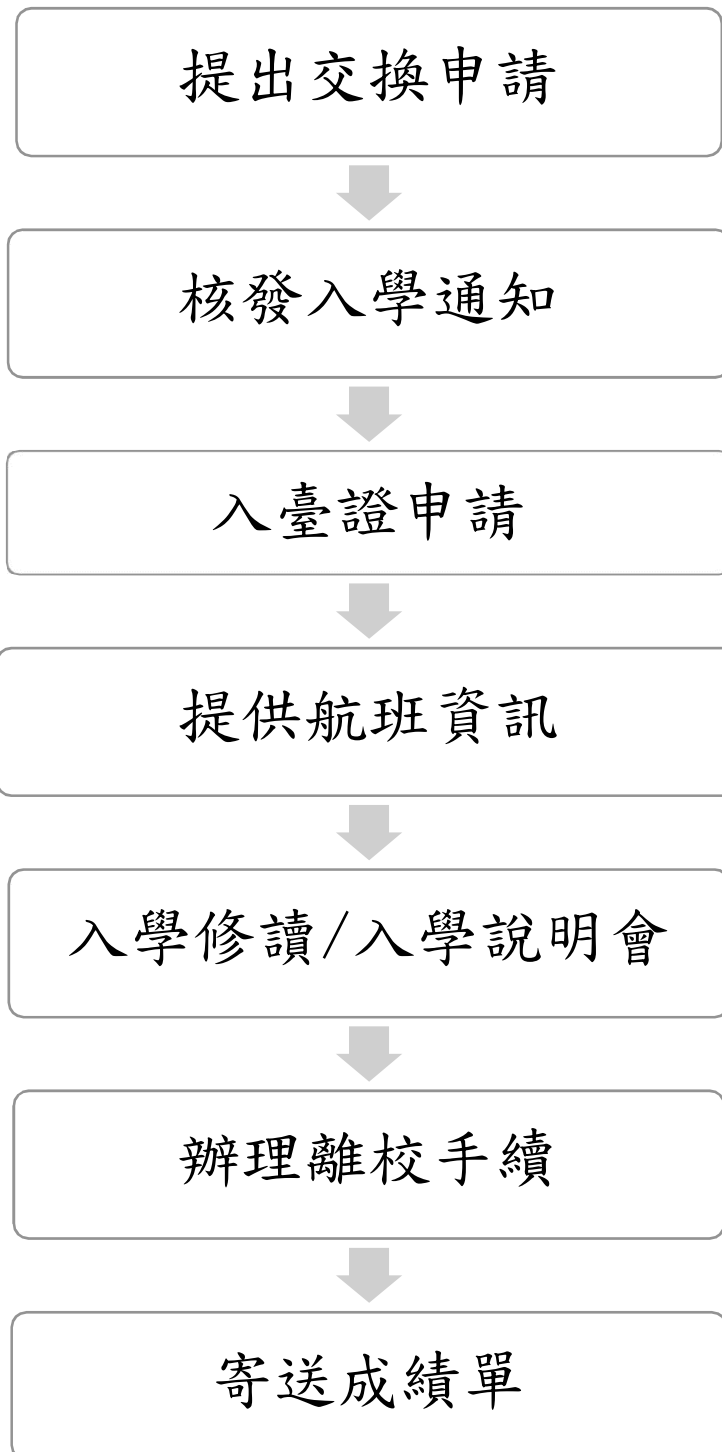 提出交換申請
核發入學通知
入臺證申請
提供航班資訊
入學修讀/入學說明會
辦理離校手續
寄送成績單